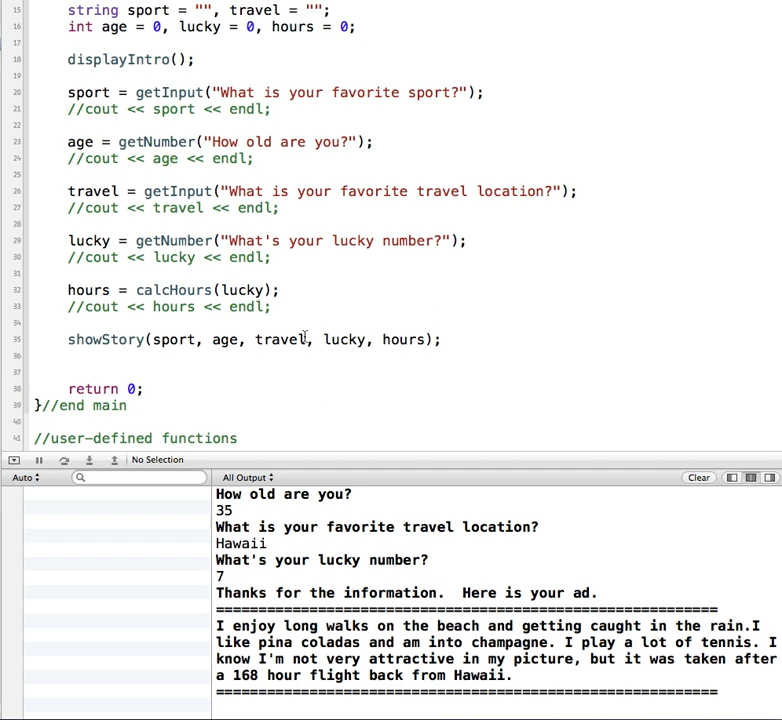 15 string sport = "", travel = "";
16 int age = 0, lucky = 0, hours = 0;
17
18 displayIntro();
19
20 sport = getInput("What is your favorite sport?");
21 //cout << sport << endl;
22
23 age = getNumber("How old are you?");
24 //cout << age << endl;
25
26 travel = getInput("What is your favorite travel location?");
27 //cout << travel << endl;
28
29 lucky = getNumber("What's your lucky number?");
30 //cout << lucky << endl;
31
32 hours = calcHours(lucky);
33 //cout << hours << endl;
34
35 showStory(sport, age, travel, lucky, hours);
36
37
38 return 0;
39 }//end main
40
41 //user-defined functions
No Selection
Auto All Output Clear
How old are you?
35
What is your favorite travel location?
Hawaii
What's your lucky number?
7
Thanks for the information.  Here is your ad.
===========================================================
I enjoy long walks on the beach and getting caught in the rain.I
like pina coladas and am into champagne. I play a lot of tennis. I
know I'm not very attractive in my picture, but it was taken after
a 168 hour flight back from Hawaii.
===========================================================